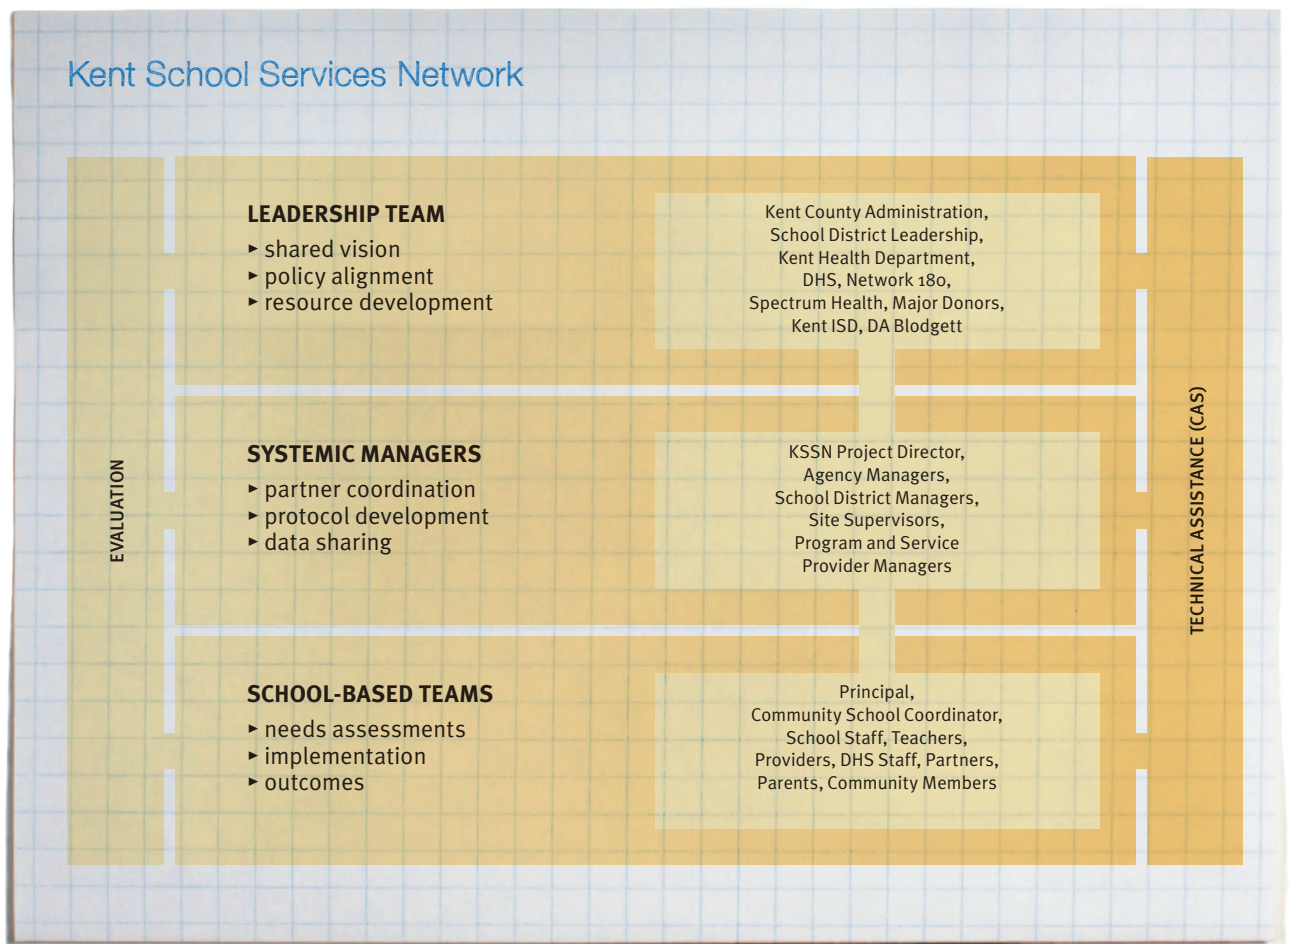 Kent School Services Network
EVALUATION
LEADERSHIP TEAM
► shared vision
► policy alignment
► resource development
Kent County Administration,
School District Leadership,
Kent Health Department,
DHS, Network 180,
Spectrum Health, Major Donors,
Kent ISD, DA Blodgett
SYSTEMIC MANAGERS
► partner coordination
► protocol development
► data sharing
KSSN Project Director,
Agency Managers,
School District Managers,
Site Supervisors,
Program and Service
Provider Managers
SCHOOL-BASED TEAMS
► needs assessments
► implementation
► outcomes
Principal,
Community School Coordinator,
School Staff, Teachers,
Providers, DHS Staff, Partners,
Parents, Community Members
TECHNICAL ASSISTANCE (CAS)